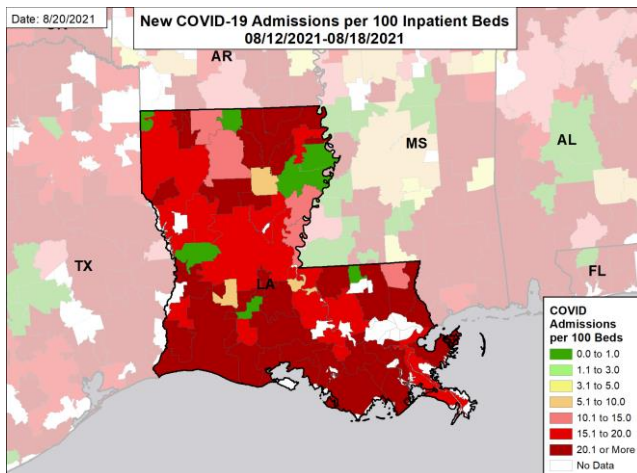 Date: 8/20/2021
New COVID-19 Admissions per 100 Inpatient Beds
08/12/2021-08/18/2021
AR
MS
AL
TX
LA
FL
COVID
Admissions
per 100 Beds
0.0 to 1.0
1.1 to 3.0
3.1 to 5.0
5.1 to 10.0
10.1 to 15.0
15.1 to 20.0
20.1 or More
No Data